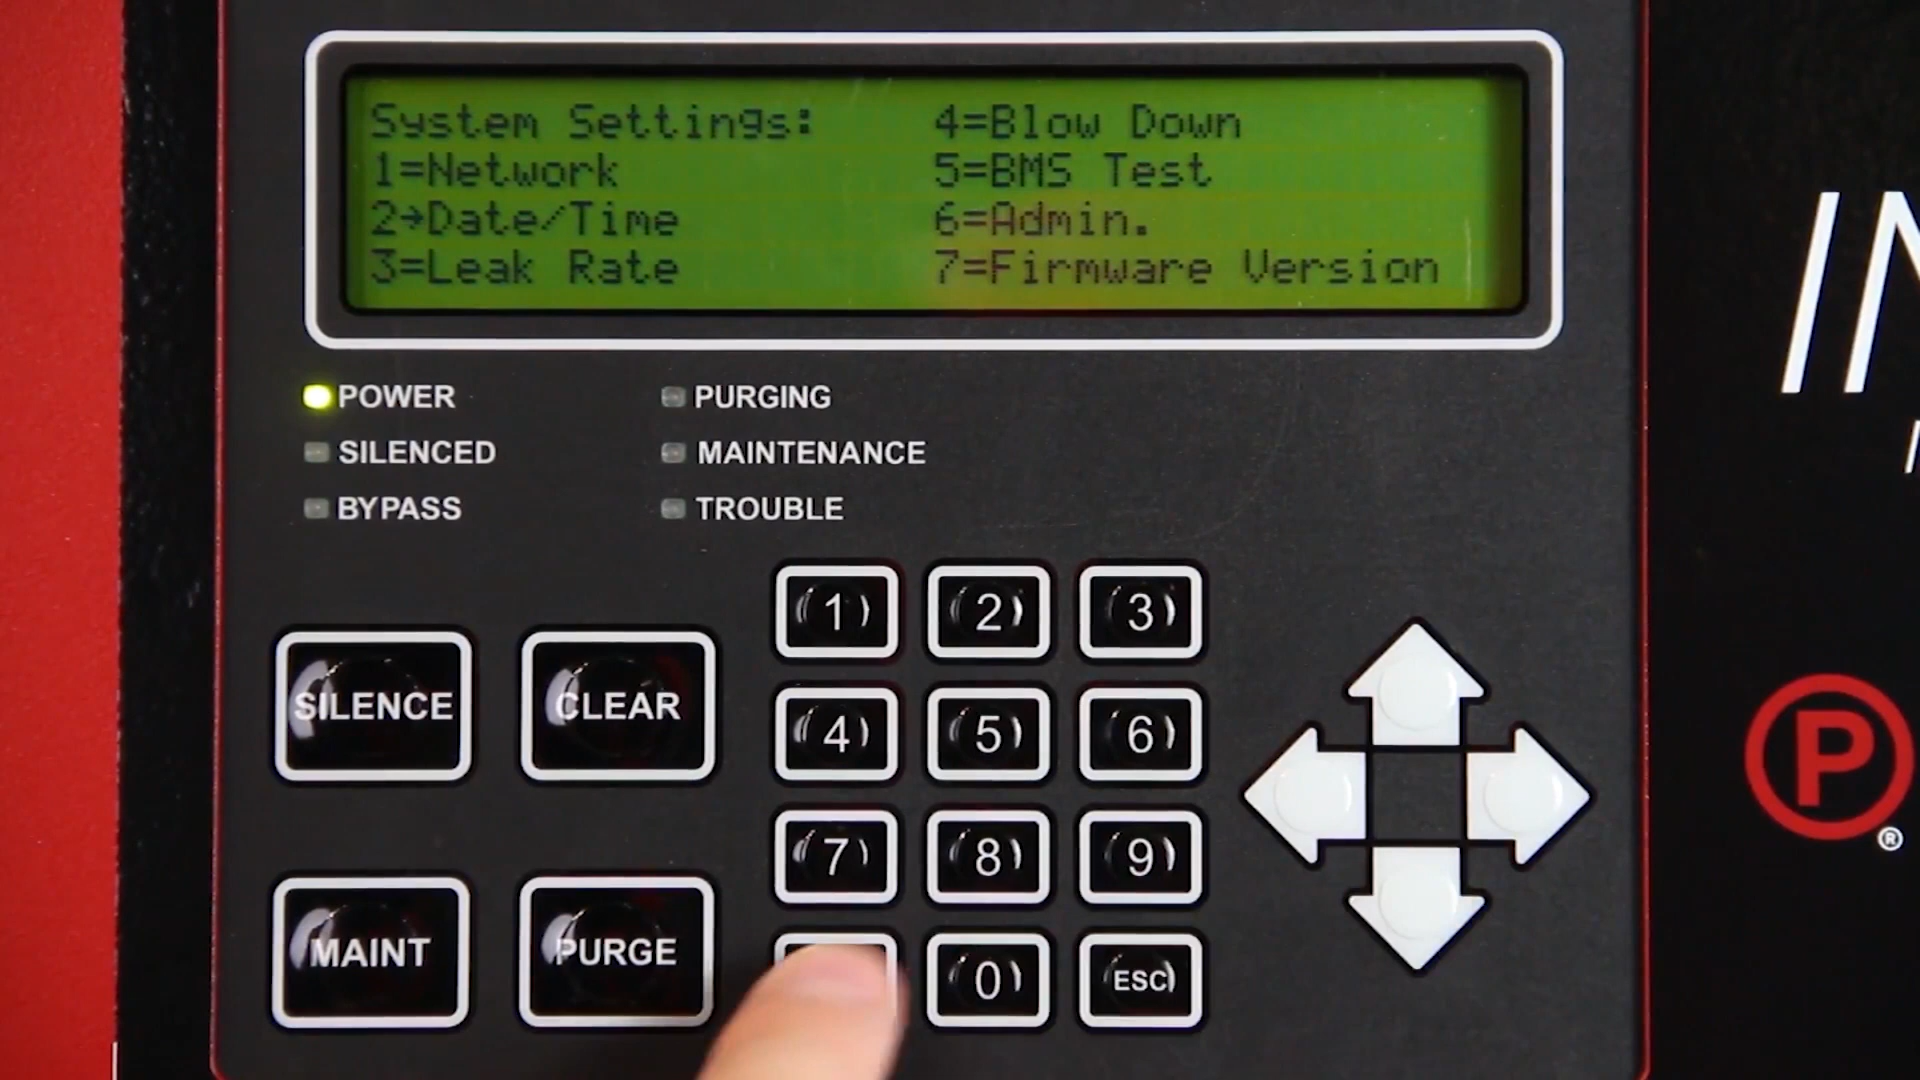 System Settings: 4=Blow Down
1=Network 5=BMS Test
2→Date/Time 6=Admin.
3=Leak Rate 7=Firmware Version
POWER PURGING
SILENCED MAINTENANCE
BYPASS TROUBLE
1 2 3
SILENCE CLEAR 4 5 6
7 8 9
MAINT PURGE 0 ESC
P
®